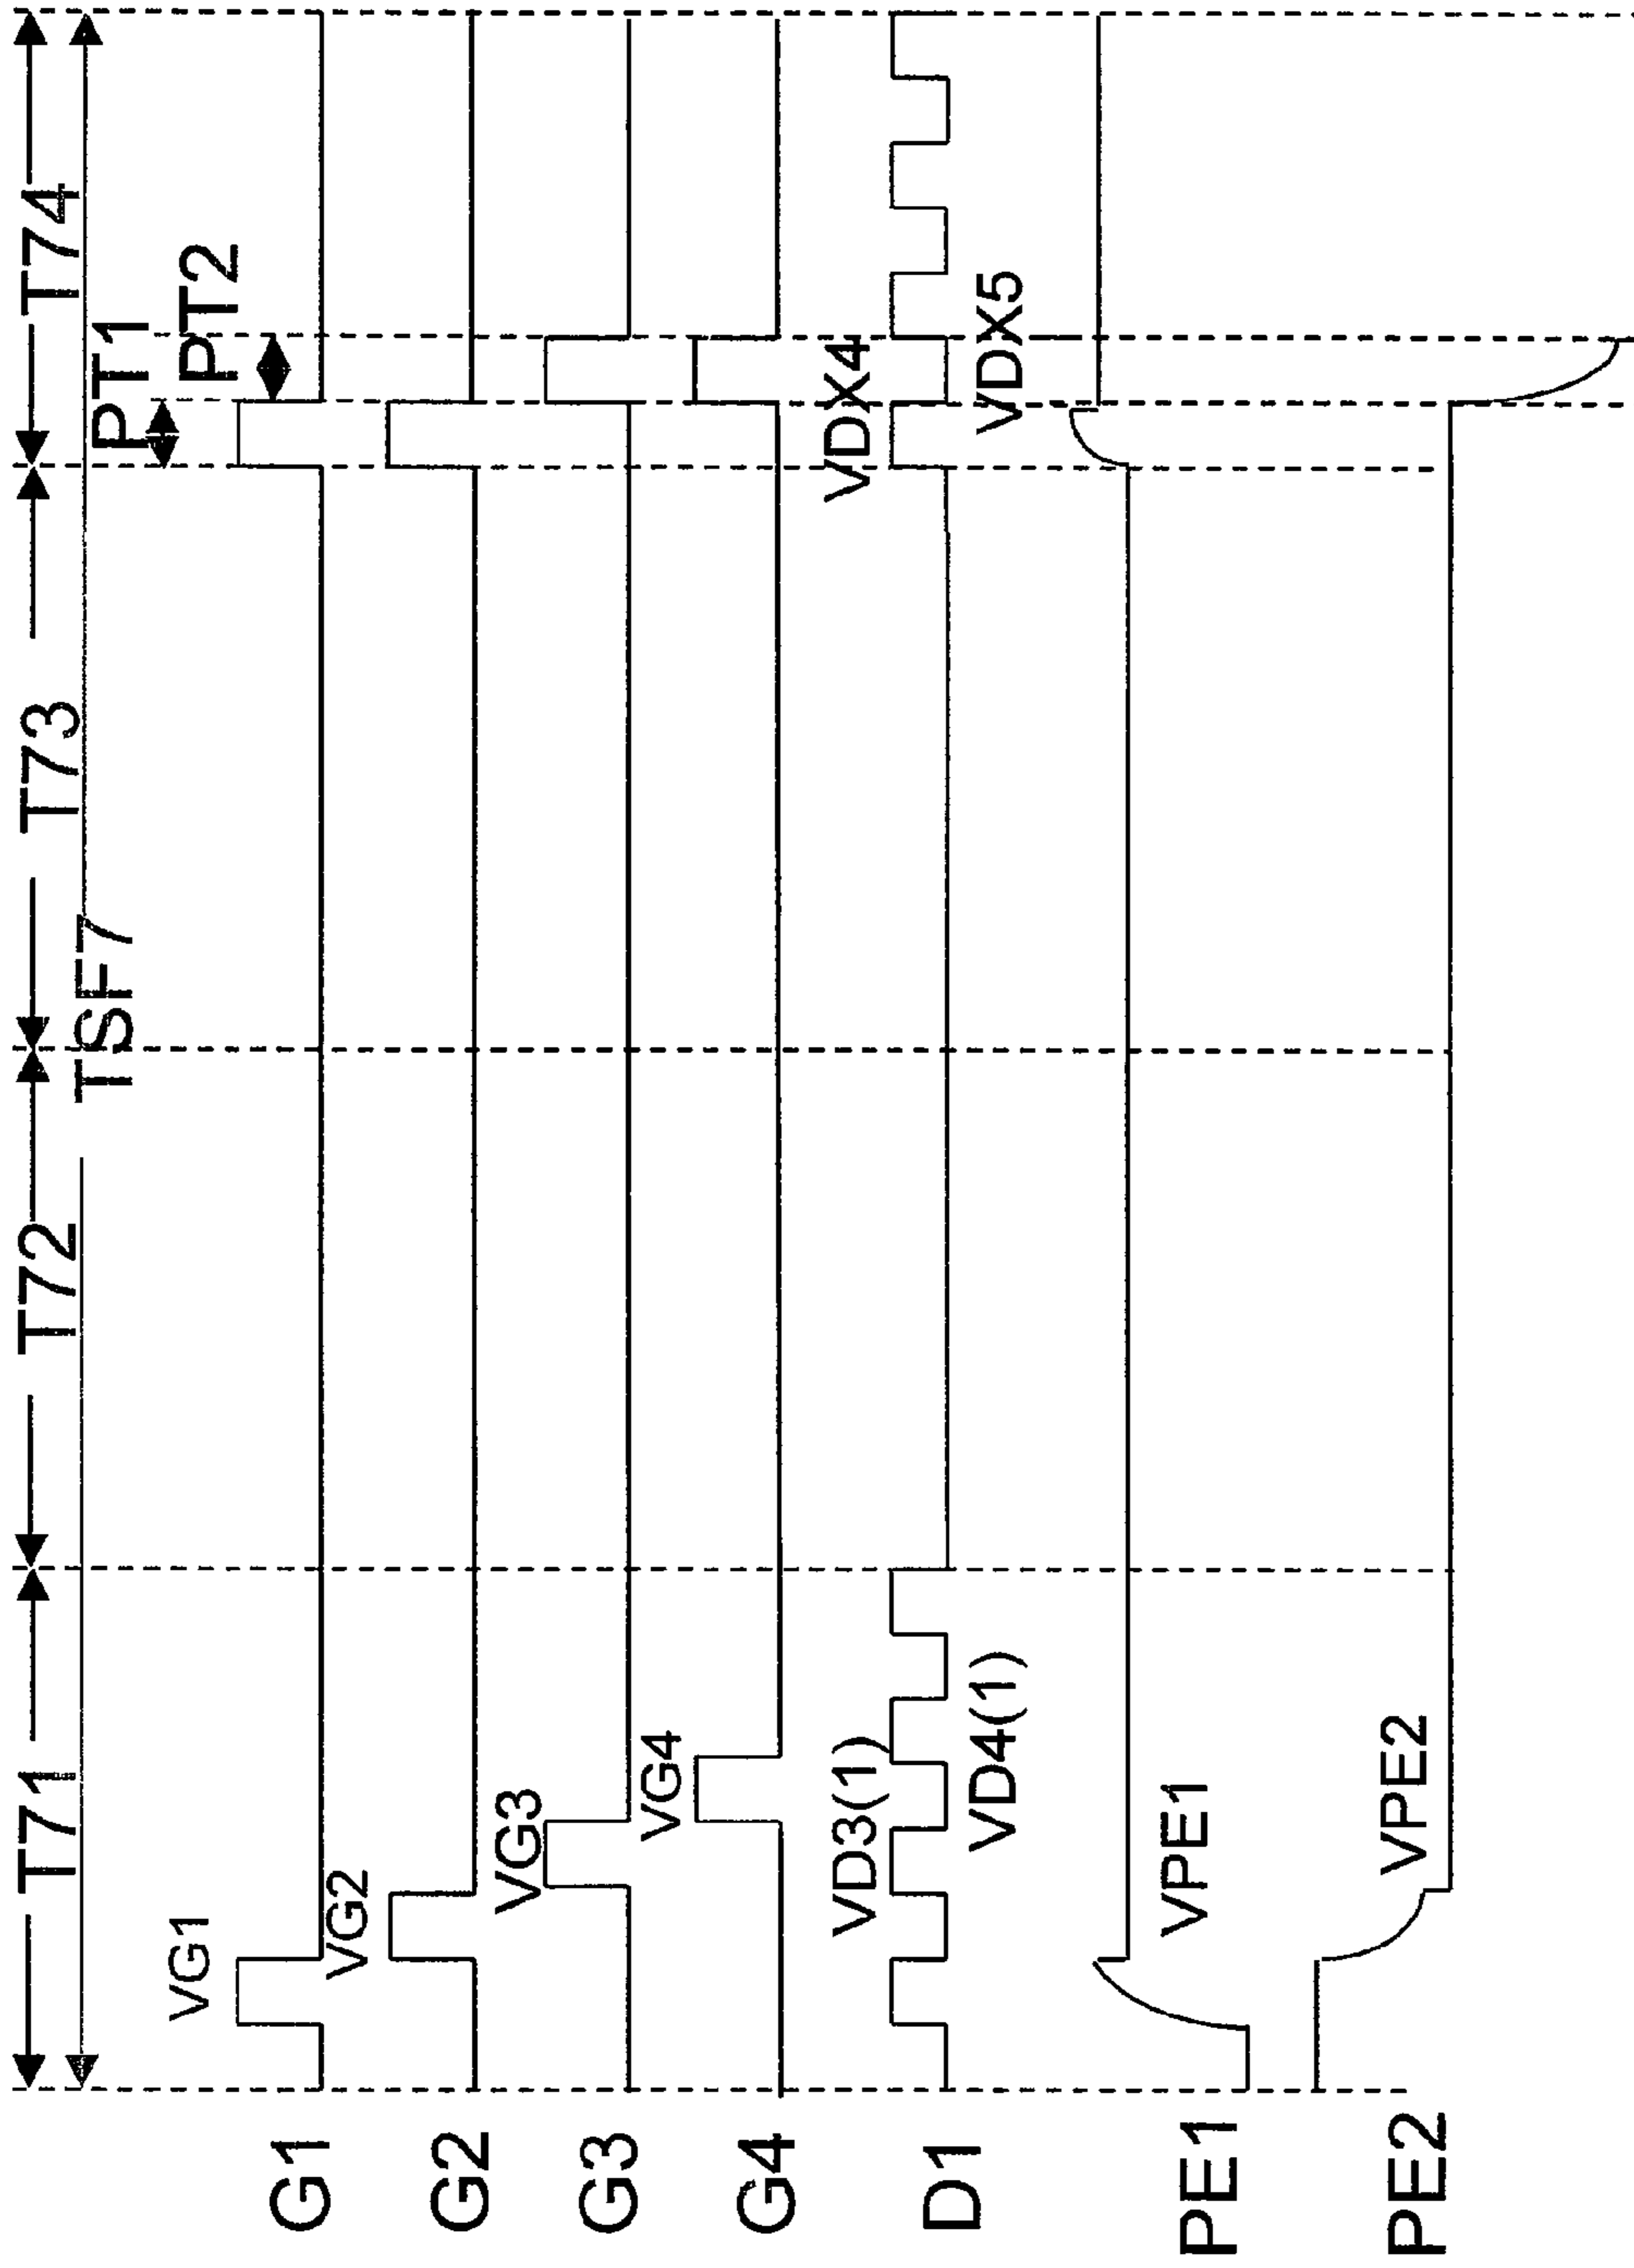 T71
T72
T73
T74
TSF7
PT1
PT2
G1
VG1
G2
VG2
G3
VG3
G4
VG4
D1
VD3(1)
VD4(1)
VDX4
VDX5
PE1
VPE1
PE2
VPE2